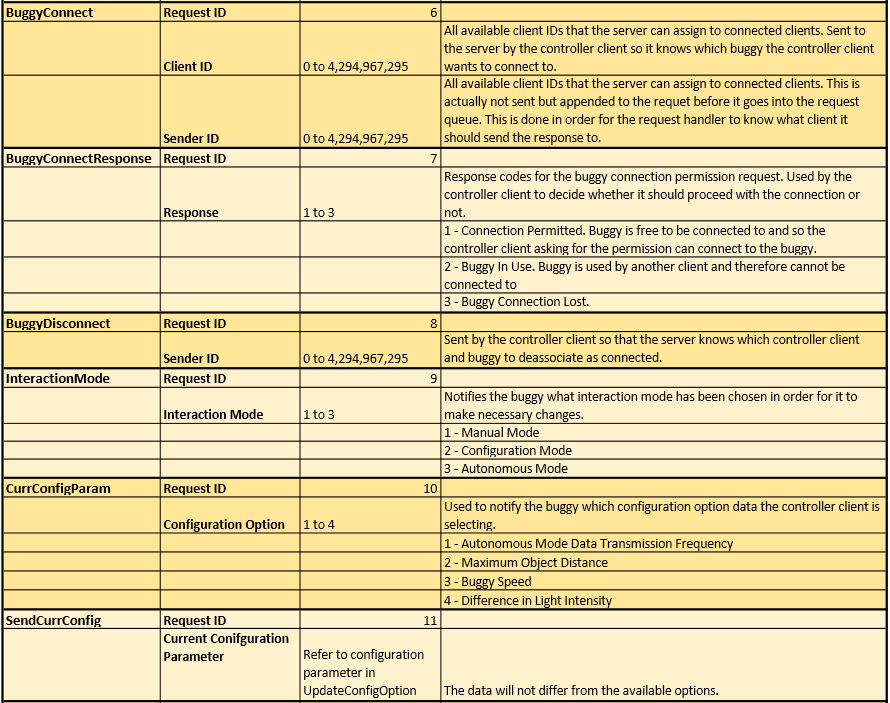 BuggyConnect Request ID 6
Client ID 0 to 4,294,967,295 All available client IDs that the server can assign to connected clients. Sent to
the server by the controller client so it knows which buggy the controller client
wants to connect to.
Sender ID 0 to 4,294,967,295 All available client IDs that the server can assign to connected clients. This is
actually not sent but appended to the requet before it goes into the request
queue. This is done in order for the request handler to know what client it
should send the response to.
BuggyConnectResponse Request ID 7
Response 1 to 3 Response codes for the buggy connection permission request. Used by the
controller client to decide whether it should proceed with the connection or
not.
1 - Connection Permitted. Buggy is free to be connected to and so the
controller client asking for the permission can connect to the buggy.
2 - Buggy In Use. Buggy is used by another client and therefore cannot be
connected to
3 - Buggy Connection Lost.
BuggyDisconnect Request ID 8
Sender ID 0 to 4,294,967,295 Sent by the controller client so that the server knows which controller client
and buggy to deassociate as connected.
InteractionMode Request ID 9
Interaction Mode 1 to 3 Notifies the buggy what interaction mode has been chosen in order for it to
make necessary changes.
1 - Manual Mode
2 - Configuration Mode
3 - Autonomous Mode
CurrConfigParam Request ID 10
Configuration Option 1 to 4 Used to notify the buggy which configuration option data the controller client is
selecting.
1 - Autonomous Mode Data Transmission Frequency
2 - Maximum Object Distance
3 - Buggy Speed
4 - Difference in Light Intensity
SendCurrConfig Request ID 11
Current Conifguration
Parameter
Refer to configuration
parameter in
UpdateConfigOption The data will not differ from the available options.